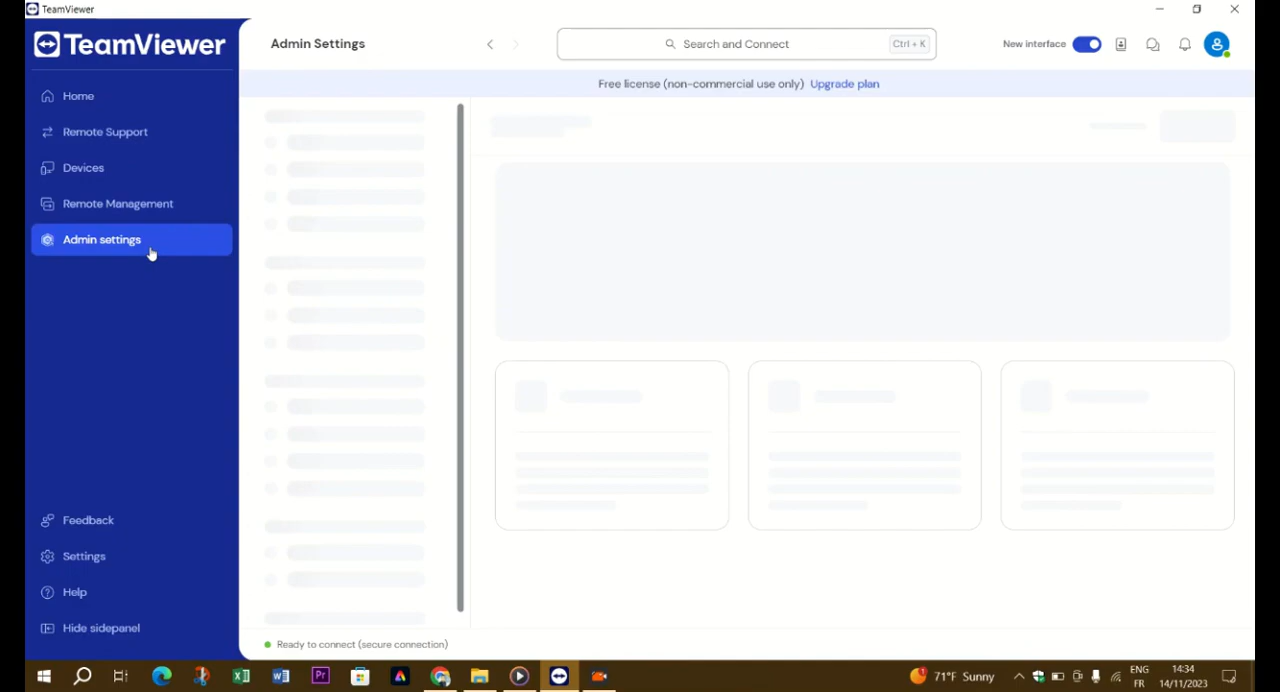 TeamViewer
TeamViewer
Admin Settings
Search and Connect
Ctrl + K
New interface
Free license (non-commercial use only) Upgrade plan
Home
Remote Support
Devices
Remote Management
Admin settings
Feedback
Settings
Help
Hide sidepanel
Ready to connect (secure connection)
71°F Sunny
ENG
FR
14:34
14/11/2023